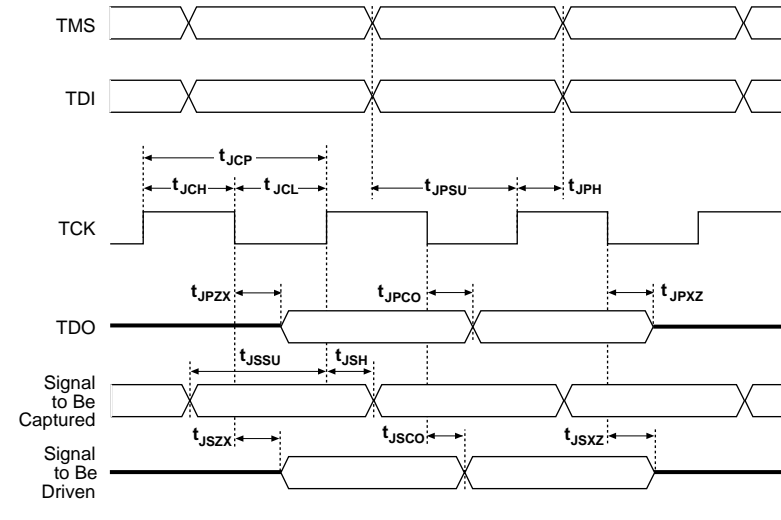 TMS
TDI
tJCP
tJCH
tJCL
tJPSU
tJPH
TCK
tJPZX
tJPCO
tJPXZ
TDO
tJSSU
tJSH
Signal
to Be
Captured
tJSZX
tJSCO
tJSXZ
Signal
to Be
Driven